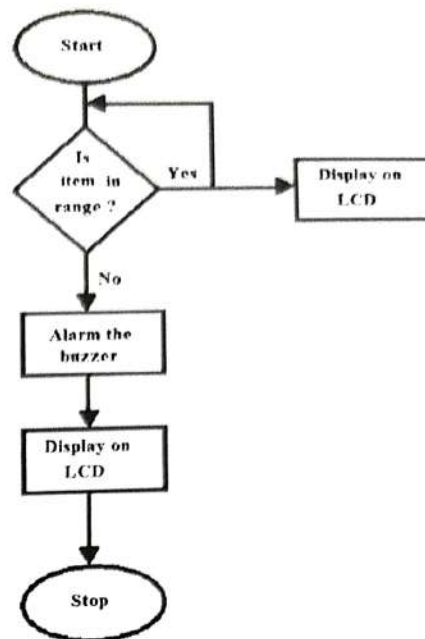 Start
Is
item in
range ?
Yes
Display on
LCD
No
Alarm the
buzzer
Display on
LCD
Stop